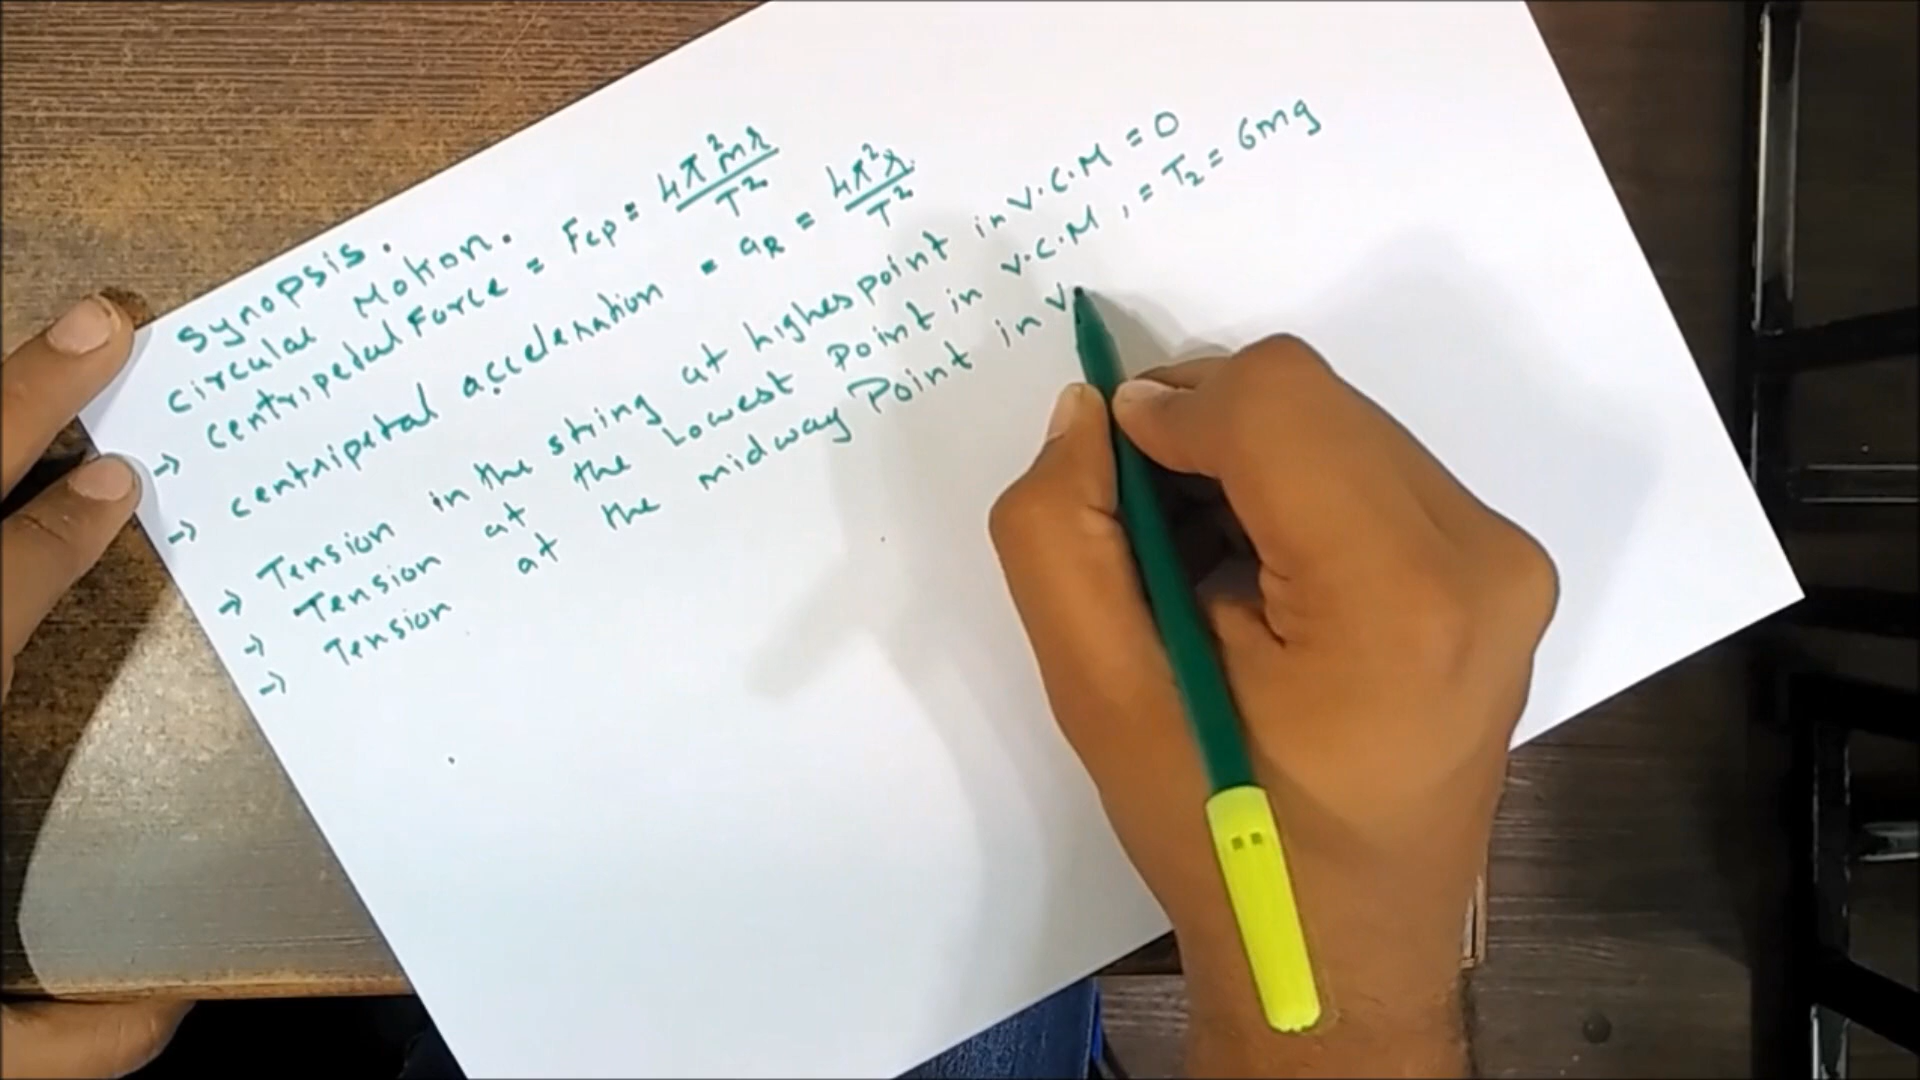 Synopsis.
Circular Motion.
→ Centripetal Force = Fcp = 4π²mr/T²
→ centripetal acceleration = aR = 4π²r/T²
→ Tension in the string at highes point in V.C.M = 0
→ Tension at the Lowest Point in V.C.M, = T₂ = 6mg
→ Tension at the midway Point in V